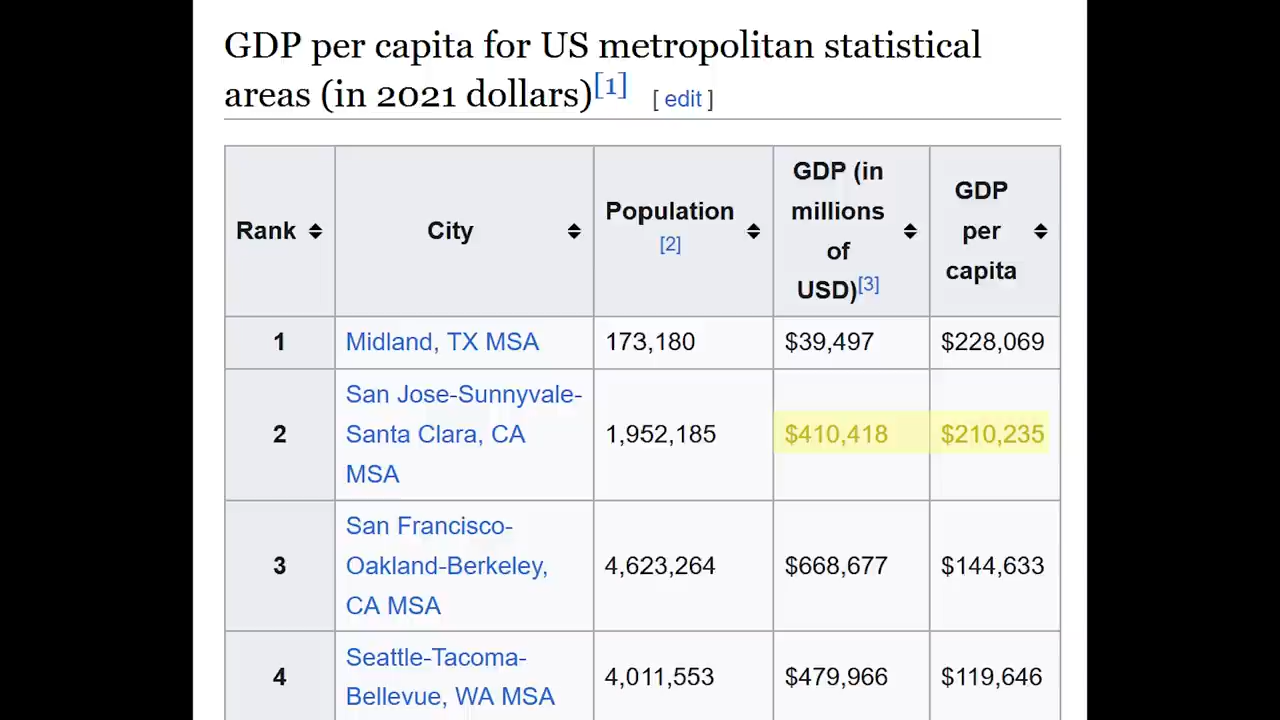 GDP per capita for US metropolitan statistical
areas (in 2021 dollars)[1] [ edit ]
Rank
City
Population
[2]
GDP (in
millions
of
USD)[3]
GDP
per
capita
1
Midland, TX MSA
173,180
$39,497
$228,069
2
San Jose-Sunnyvale-
Santa Clara, CA
MSA
1,952,185
$410,418
$210,235
3
San Francisco-
Oakland-Berkeley,
CA MSA
4,623,264
$668,677
$144,633
4
Seattle-Tacoma-
Bellevue, WA MSA
4,011,553
$479,966
$119,646